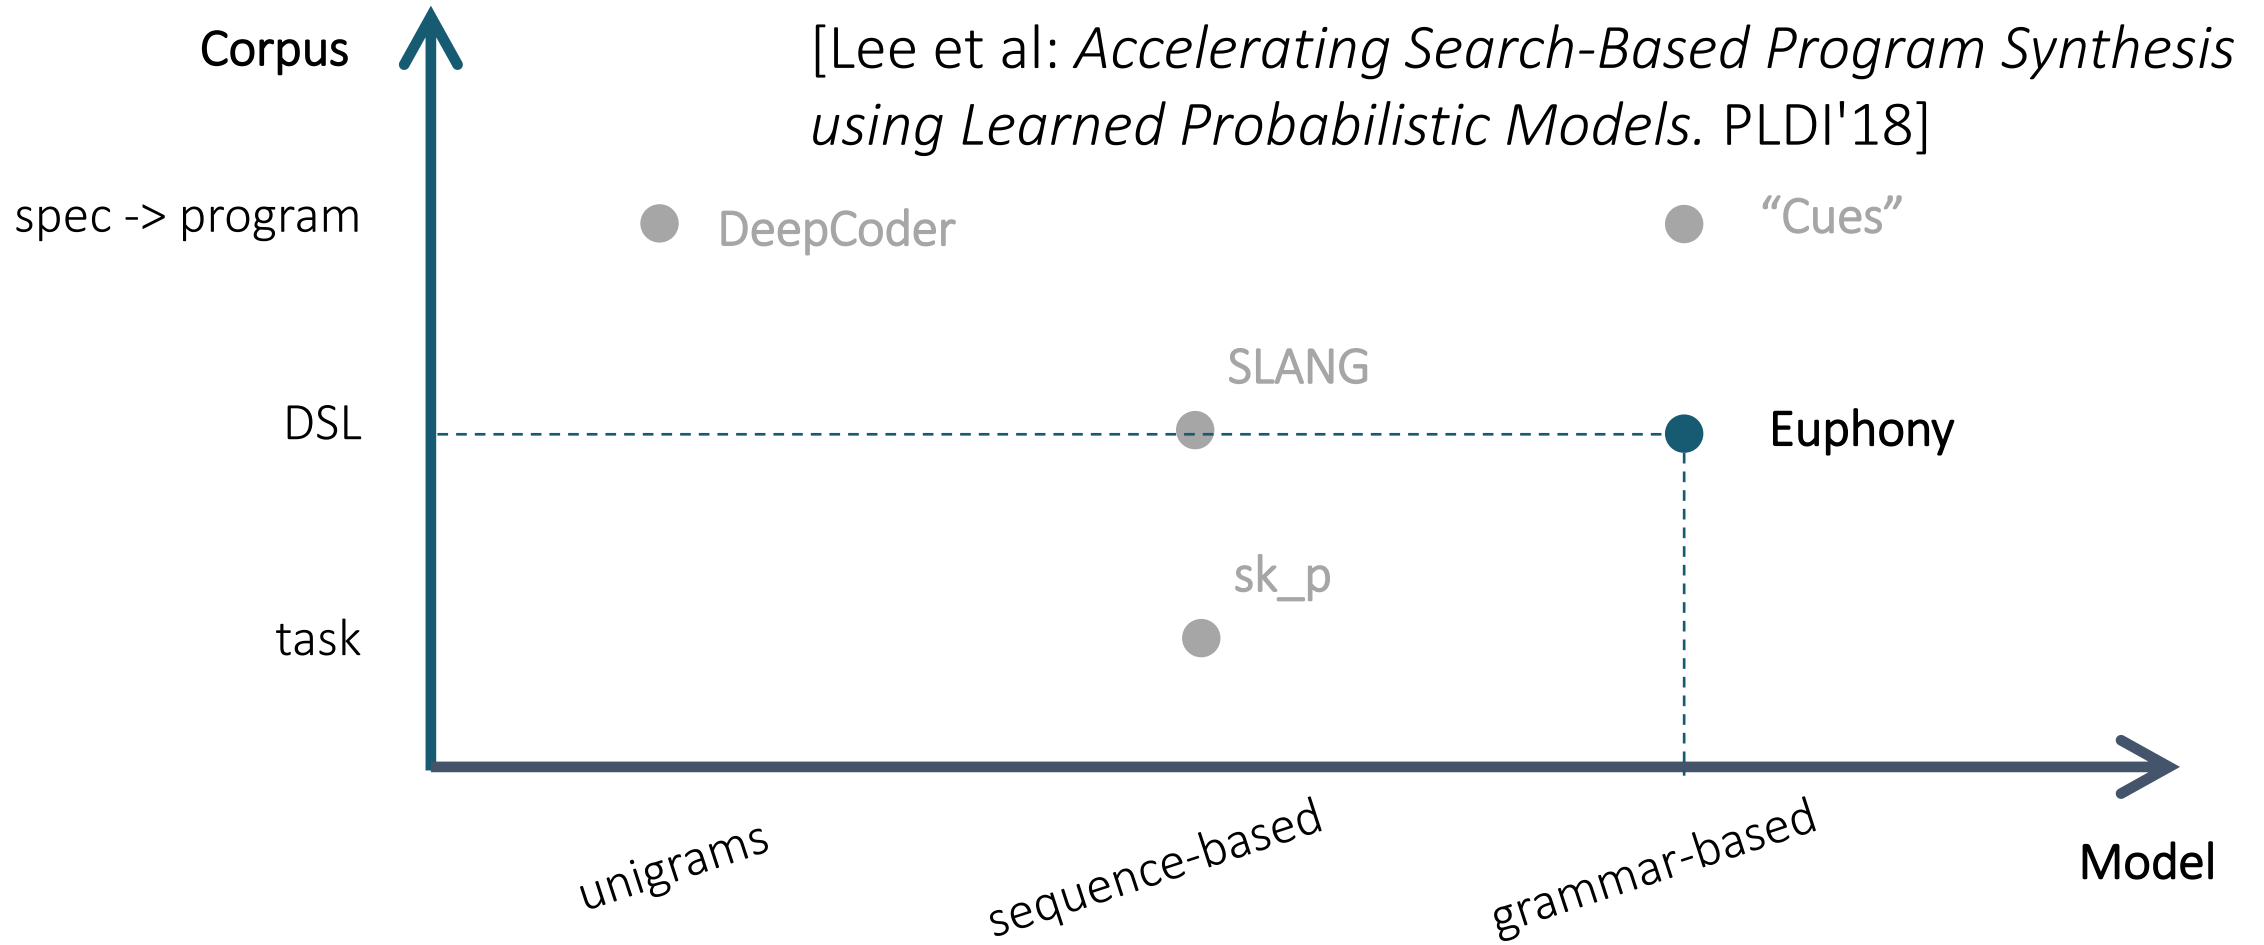 Corpus
[Lee et al: Accelerating Search-Based Program Synthesis
using Learned Probabilistic Models. PLDI'18]
spec -> program
DeepCoder
“Cues”
SLANG
DSL
Euphony
sk_p
task
unigrams
sequence-based
grammar-based
Model